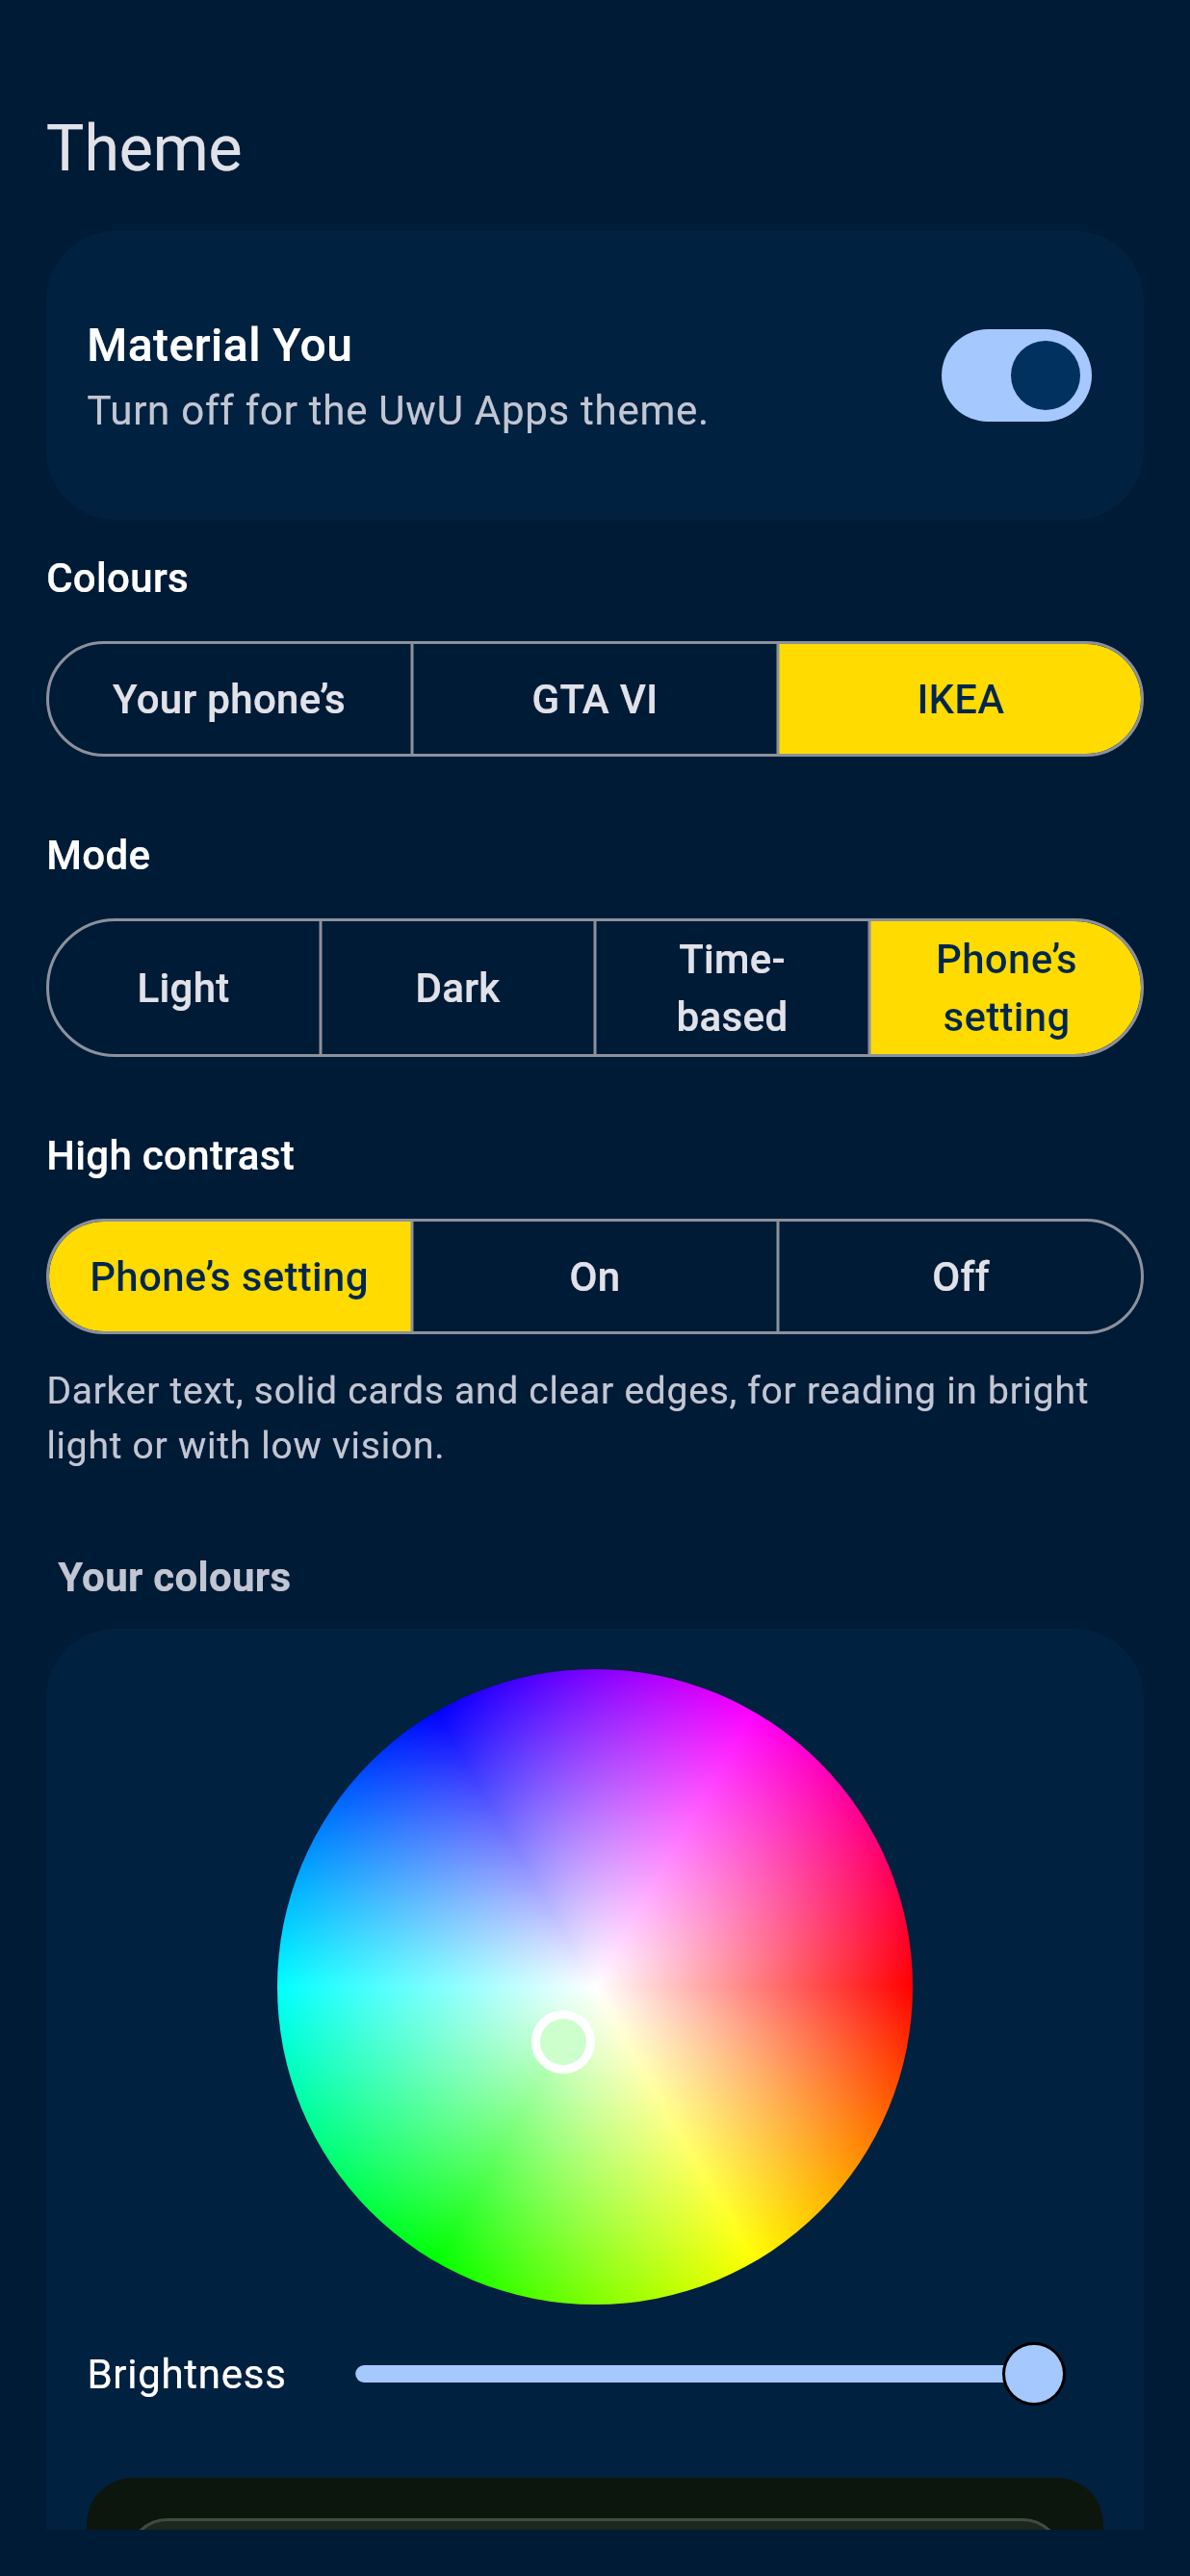 Theme
Material You
Turn off for the UwU Apps theme.
Colours
Your phone’s
GTA VI
IKEA
Mode
Light
Dark
Time-
based
Phone’s
setting
High contrast
Phone’s setting
On
Off
Darker text, solid cards and clear edges, for reading in bright
light or with low vision.
Your colours
Brightness